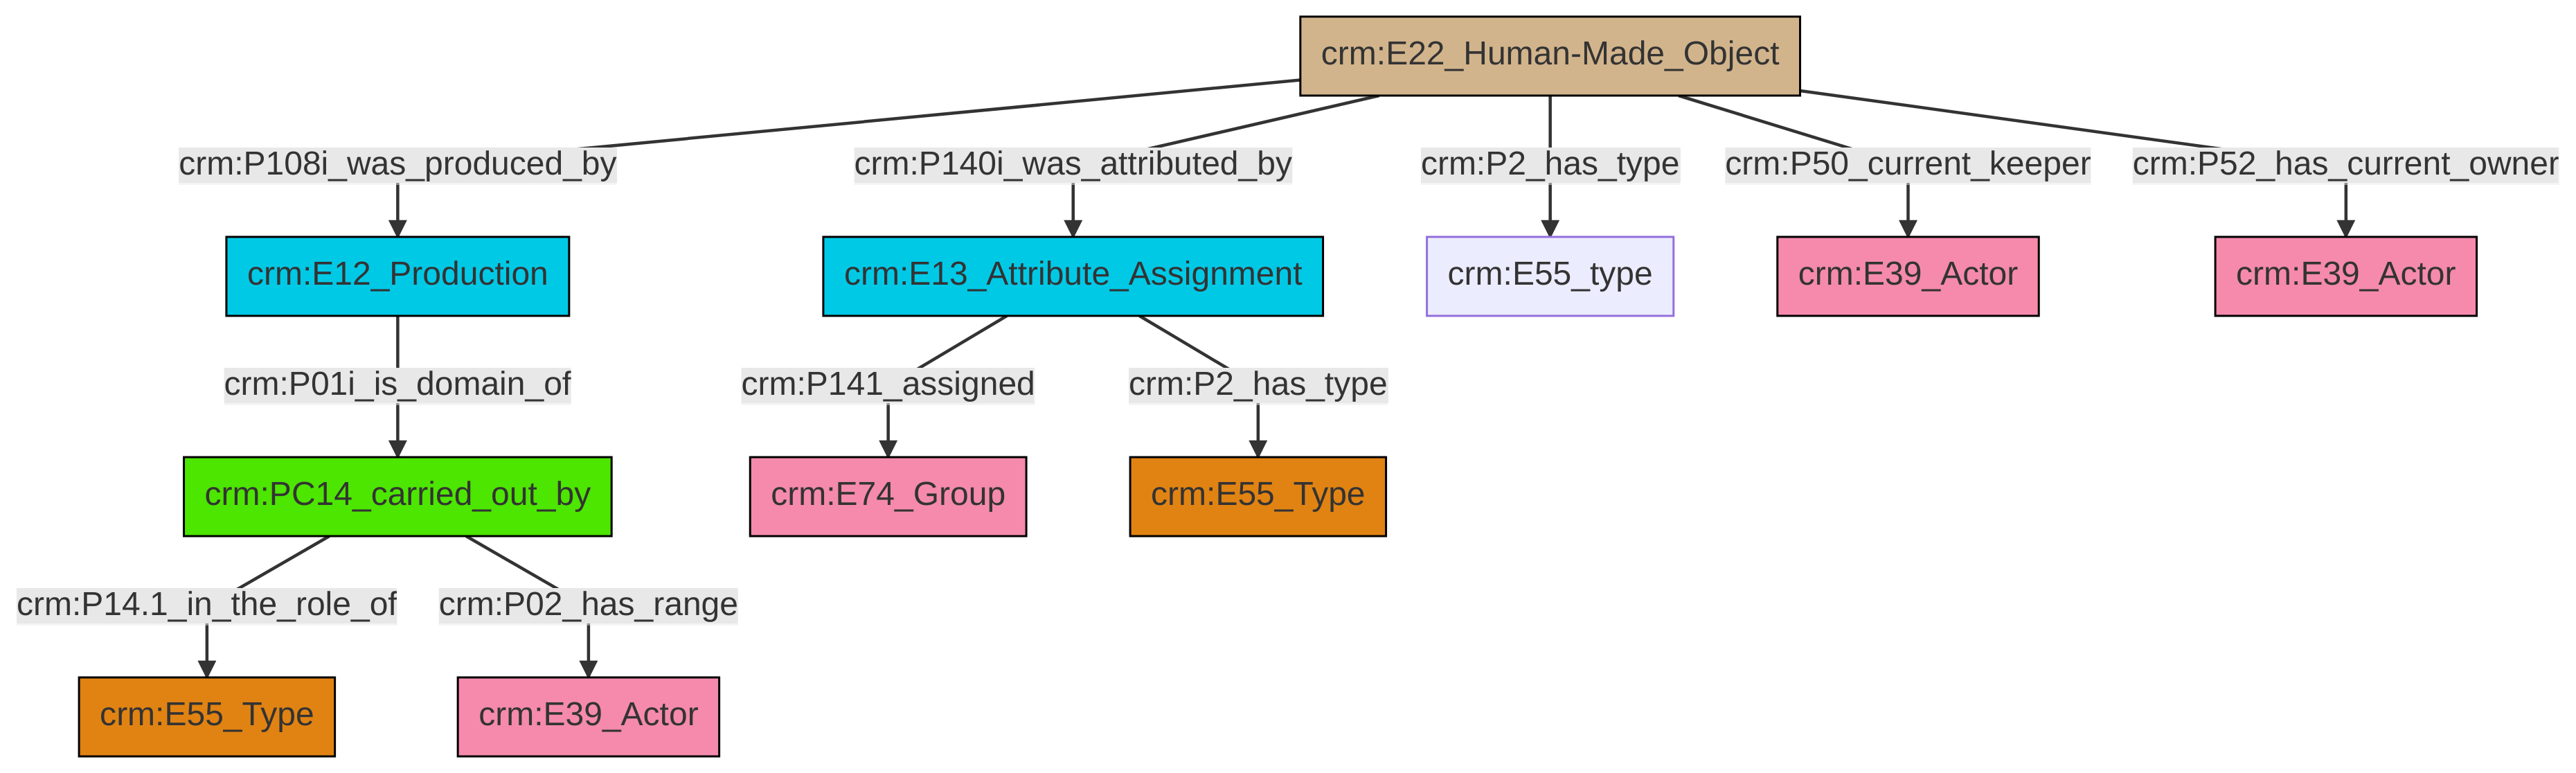 crm:E22_Human-Made_Object
crm:P108i_was_produced_by
crm:P140i_was_attributed_by
crm:P2_has_type
crm:P50_current_keeper
crm:P52_has_current_owner
crm:E12_Production
crm:E13_Attribute_Assignment
crm:E55_type
crm:E39_Actor
crm:E39_Actor
crm:P01i_is_domain_of
crm:P141_assigned
crm:P2_has_type
crm:PC14_carried_out_by
crm:E74_Group
crm:E55_Type
crm:P14.1_in_the_role_of
crm:P02_has_range
crm:E55_Type
crm:E39_Actor